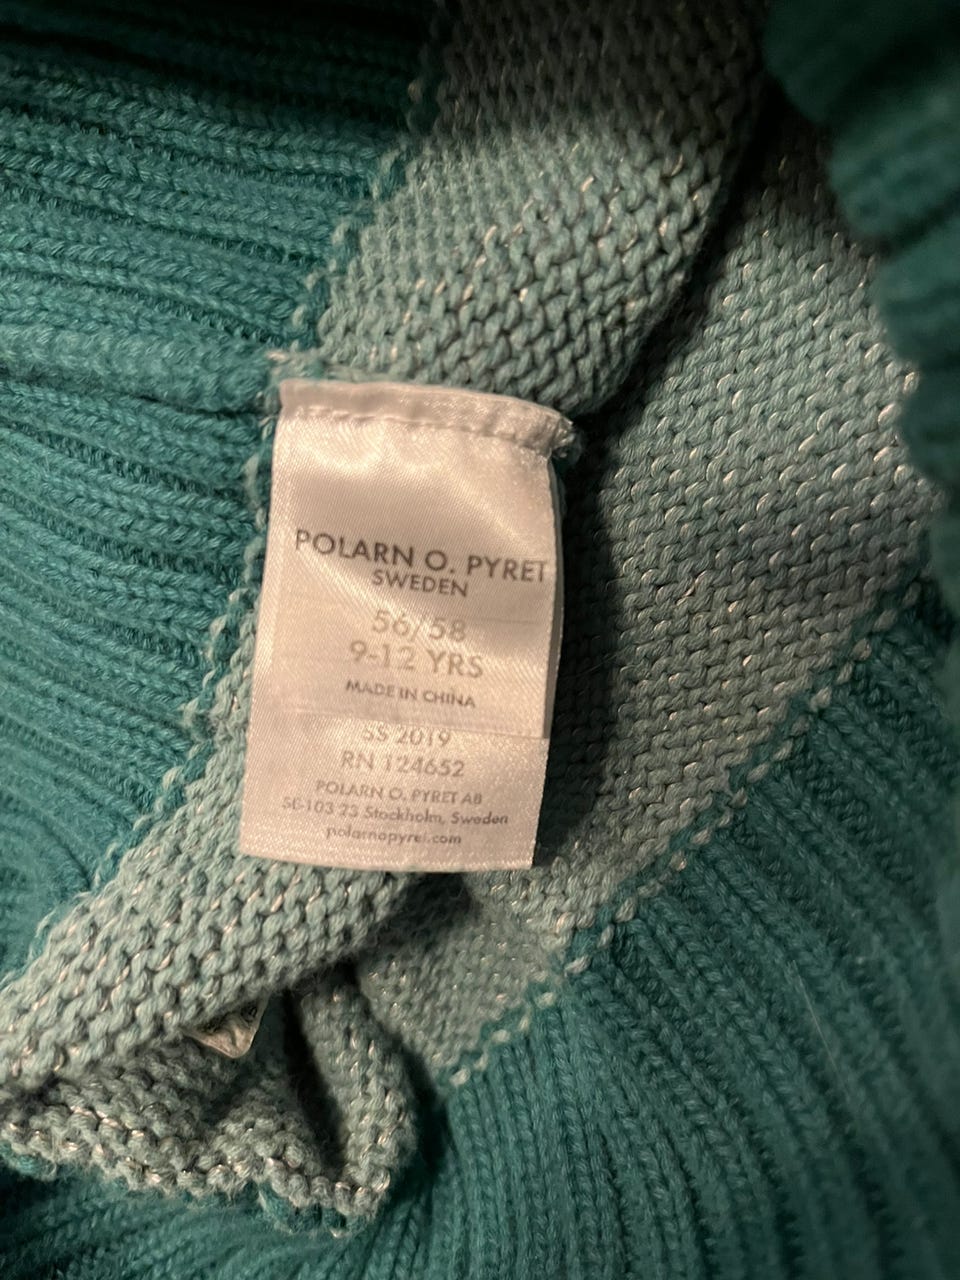 POLARN O. PYRET
SWEDEN
56/58
9-12 YRS
MADE IN CHINA
SS 2019
RN 124652
POLARN O. PYRET AB
SE-103 23 Stockholm, Sweden
polarnopyret.com